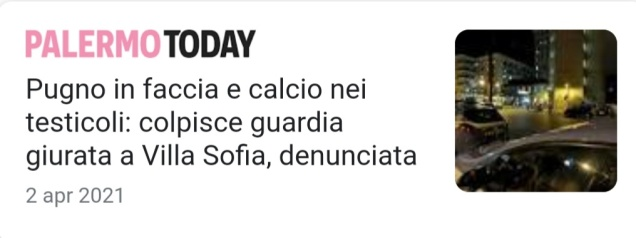 PALERMOTODAY
Pugno in faccia e calcio nei
testicoli: colpisce guardia
giurata a Villa Sofia, denunciata
2 apr 2021